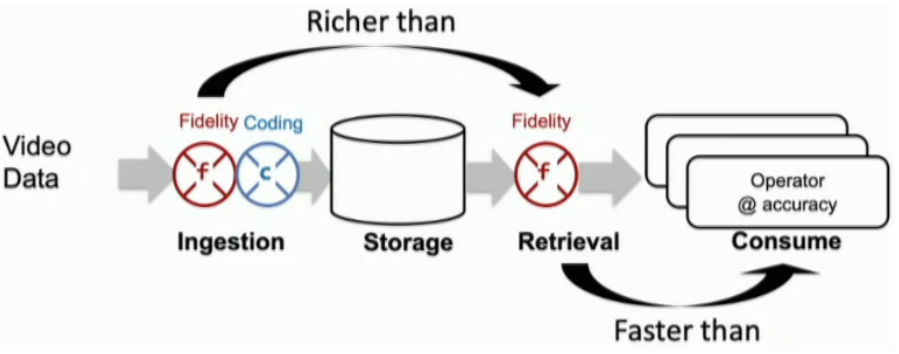 Richer than
Fidelity Coding
Fidelity
Video
Data
f
c
f
Operator
@ accuracy
Ingestion
Storage
Retrieval
Consume
Faster than